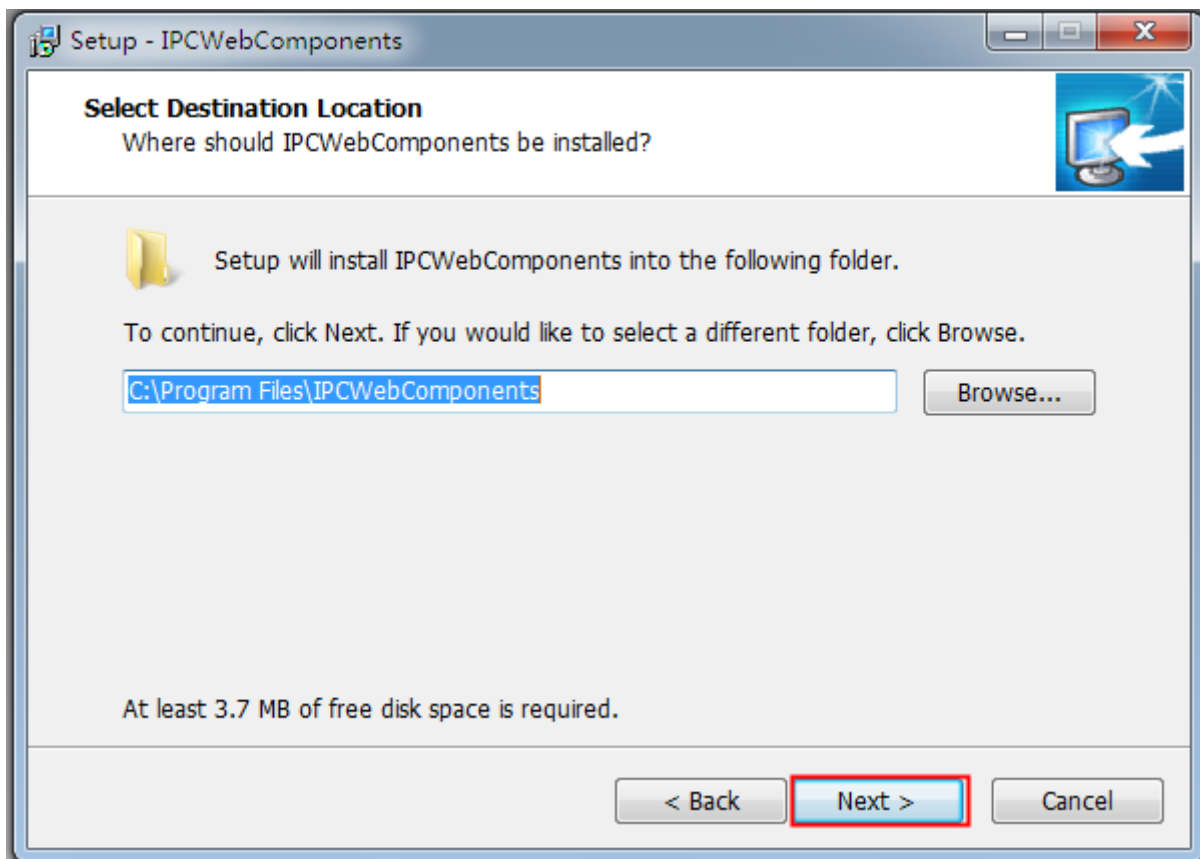 Setup - IPCWebComponents
Select Destination Location
Where should IPCWebComponents be installed?
Setup will install IPCWebComponents into the following folder.
To continue, click Next. If you would like to select a different folder, click Browse.
C:\Program Files\IPCWebComponents
Browse...
At least 3.7 MB of free disk space is required.
< Back
Next >
Cancel